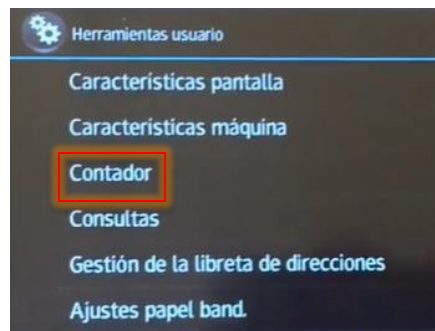 Herramientas usuario
Características pantalla
Características máquina
Contador
Consultas
Gestión de la libreta de direcciones
Ajustes papel band.